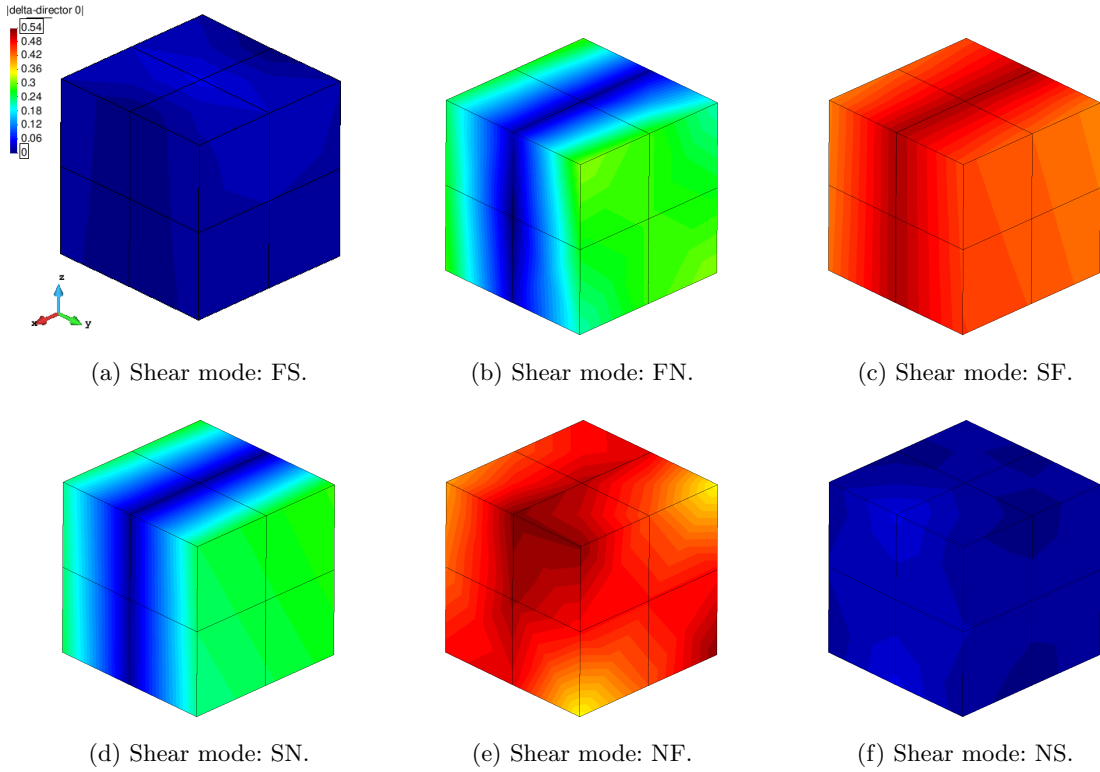 |delta-director 0|
0.54
0.48
0.42
0.36
0.3
0.24
0.18
0.12
0.06
0
z
x
y
(a) Shear mode: FS.
(b) Shear mode: FN.
(c) Shear mode: SF.
(d) Shear mode: SN.
(e) Shear mode: NF.
(f) Shear mode: NS.